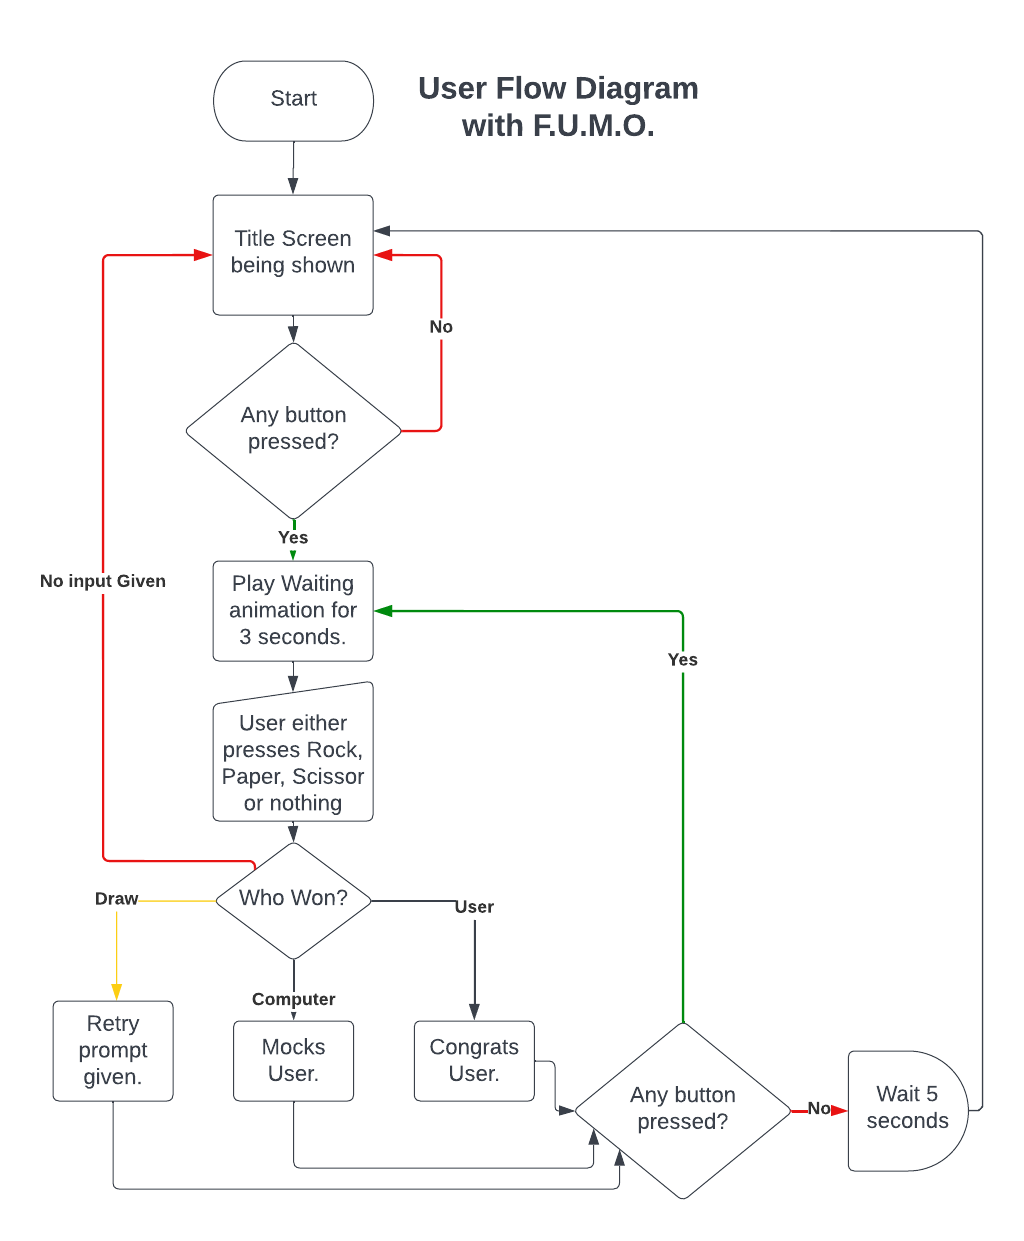 User Flow Diagram
with F.U.M.O.
Start
Title Screen
being shown
No
Any button
pressed?
Yes
No input Given
Play Waiting
animation for
3 seconds.
Yes
User either
presses Rock,
Paper, Scissor
or nothing
Who Won?
Draw
User
Computer
Retry
prompt
given.
Mocks
User.
Congrats
User.
Any button
pressed?
No
Wait 5
seconds